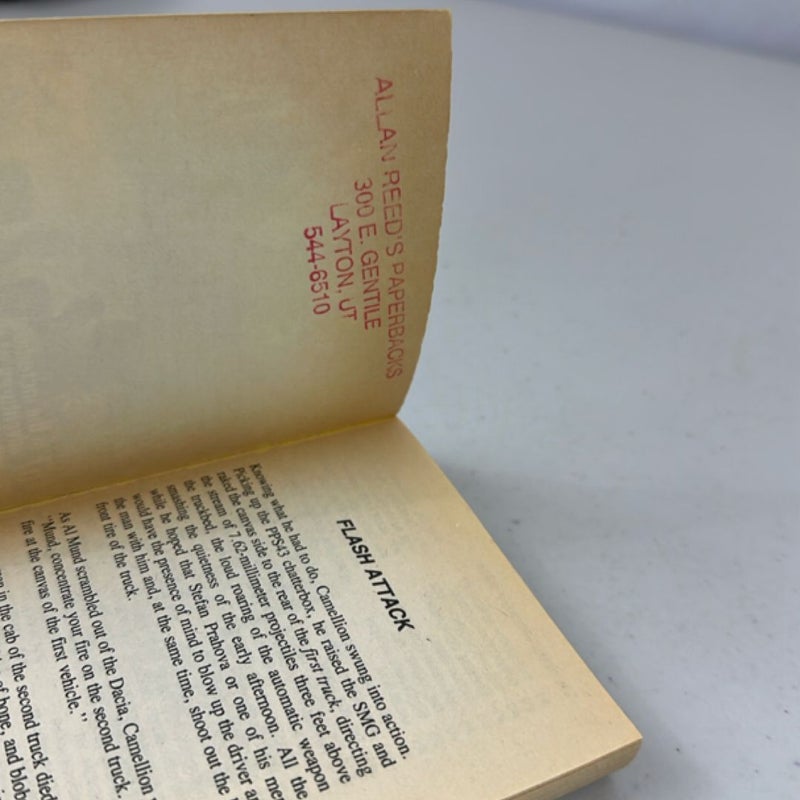 ALLAN REED'S PAPERBACKS
300 E. GENTILE
LAYTON, UT
544-6510
FLASH ATTACK
Knowing what he had to do, Camellion swung into action.
Picking up the PPS43 chatterbox, he raised the SMG and
raked the canvas side to the rear of the first truck, directing
the stream of 7.62-millimeter projectiles three feet above
the truckbed, the loud roaring of the automatic weapon
smashing the quietness of the early afternoon. All the
while he hoped that Stefan Prahova or one of his men
would have the presence of mind to blow up the driver
the man with him and, at the same time, shoot out the
front tire of the truck.
As Al Mund scrambled out of the Dacia, Camellion
"Mund, concentrate your fire on the second truck.
fire at the canvas of the first vehicle."
in the cab of the second truck died
of bone, and